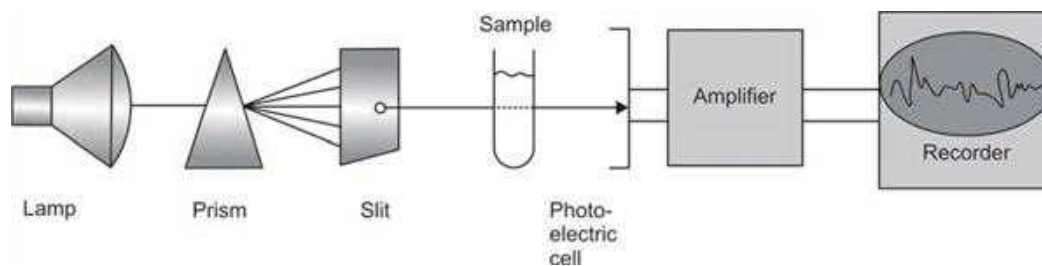 Sample
Amplifier
Recorder
Lamp
Prism
Slit
Photo-
electric
cell